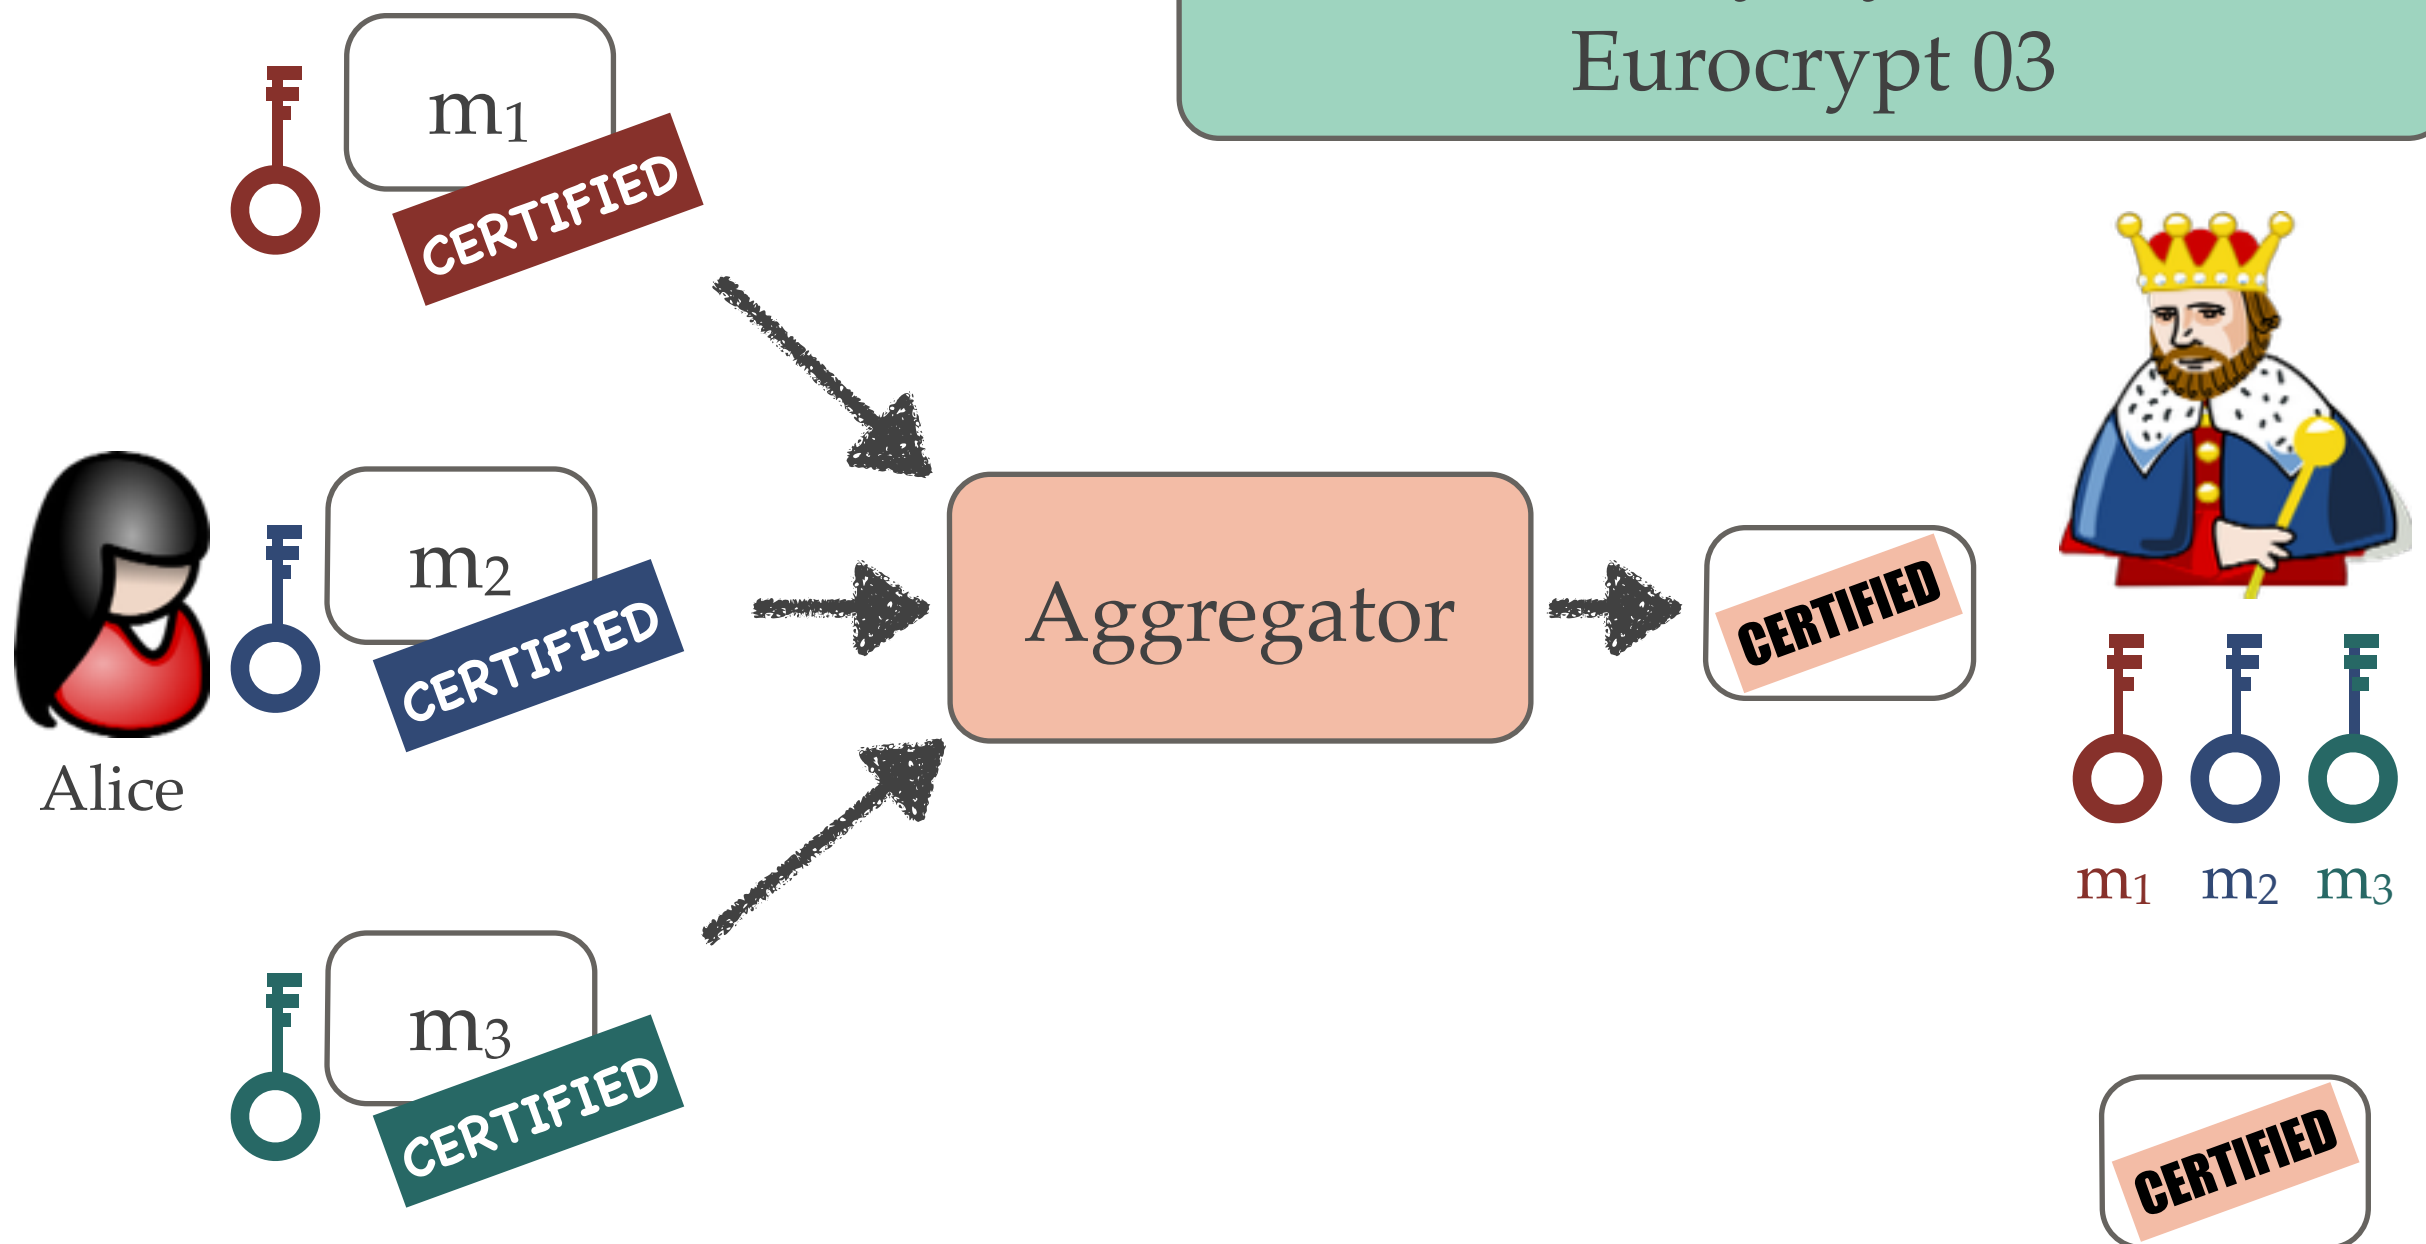 Eurocrypt 03
m₁
CERTIFIED
m₂
CERTIFIED
Aggregator
CERTIFIED
Alice
m₁ m₂ m₃
m₃
CERTIFIED
CERTIFIED